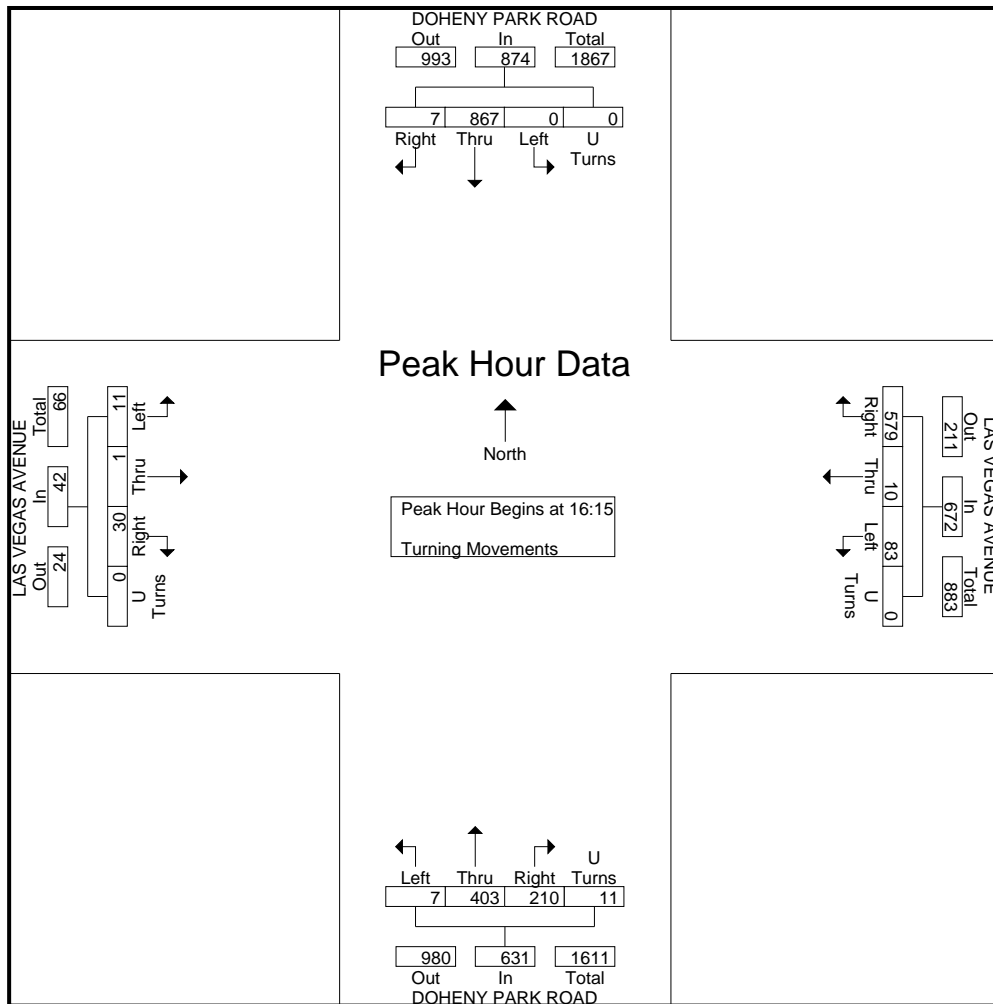 DOHENY PARK ROAD
Out In Total
993 874 1867
7 867 0 0
Right Thru Left U
Turns
Peak Hour Data
North
Peak Hour Begins at 16:15
Turning Movements
LAS VEGAS AVENUE
Total In Out
66 42 24
11 1 30 0
Left Thru Right U
Turns
LAS VEGAS AVENUE
Out In Total
211 672 883
579 10 83 0
Right Thru Left U
Turns
U
Left Thru Right Turns
7 403 210 11
980 631 1611
Out In Total
DOHENY PARK ROAD